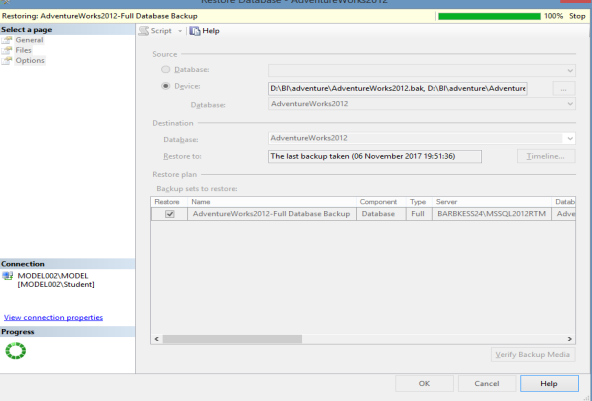 Restore Database - AdventureWorks2012
Restoring: AdventureWorks2012-Full Database Backup 100% Stop
Select a page
General
Files
Options
Script Help
Source
Database:
Device: D:\BI\adventure\AdventureWorks2012.bak, D:\BI\adventure\Adventure ...
Database: AdventureWorks2012
Destination
Database: AdventureWorks2012
Restore to: The last backup taken (06 November 2017 19:51:36) Timeline...
Restore plan
Backup sets to restore:
Restore Name Component Type Server Datab
AdventureWorks2012-Full Database Backup Database Full BARBKESS24\MSSQL2012RTM Adve
Connection
MODEL002\MODEL
[MODEL002\Student]
View connection properties
Progress
Verify Backup Media
OK Cancel Help